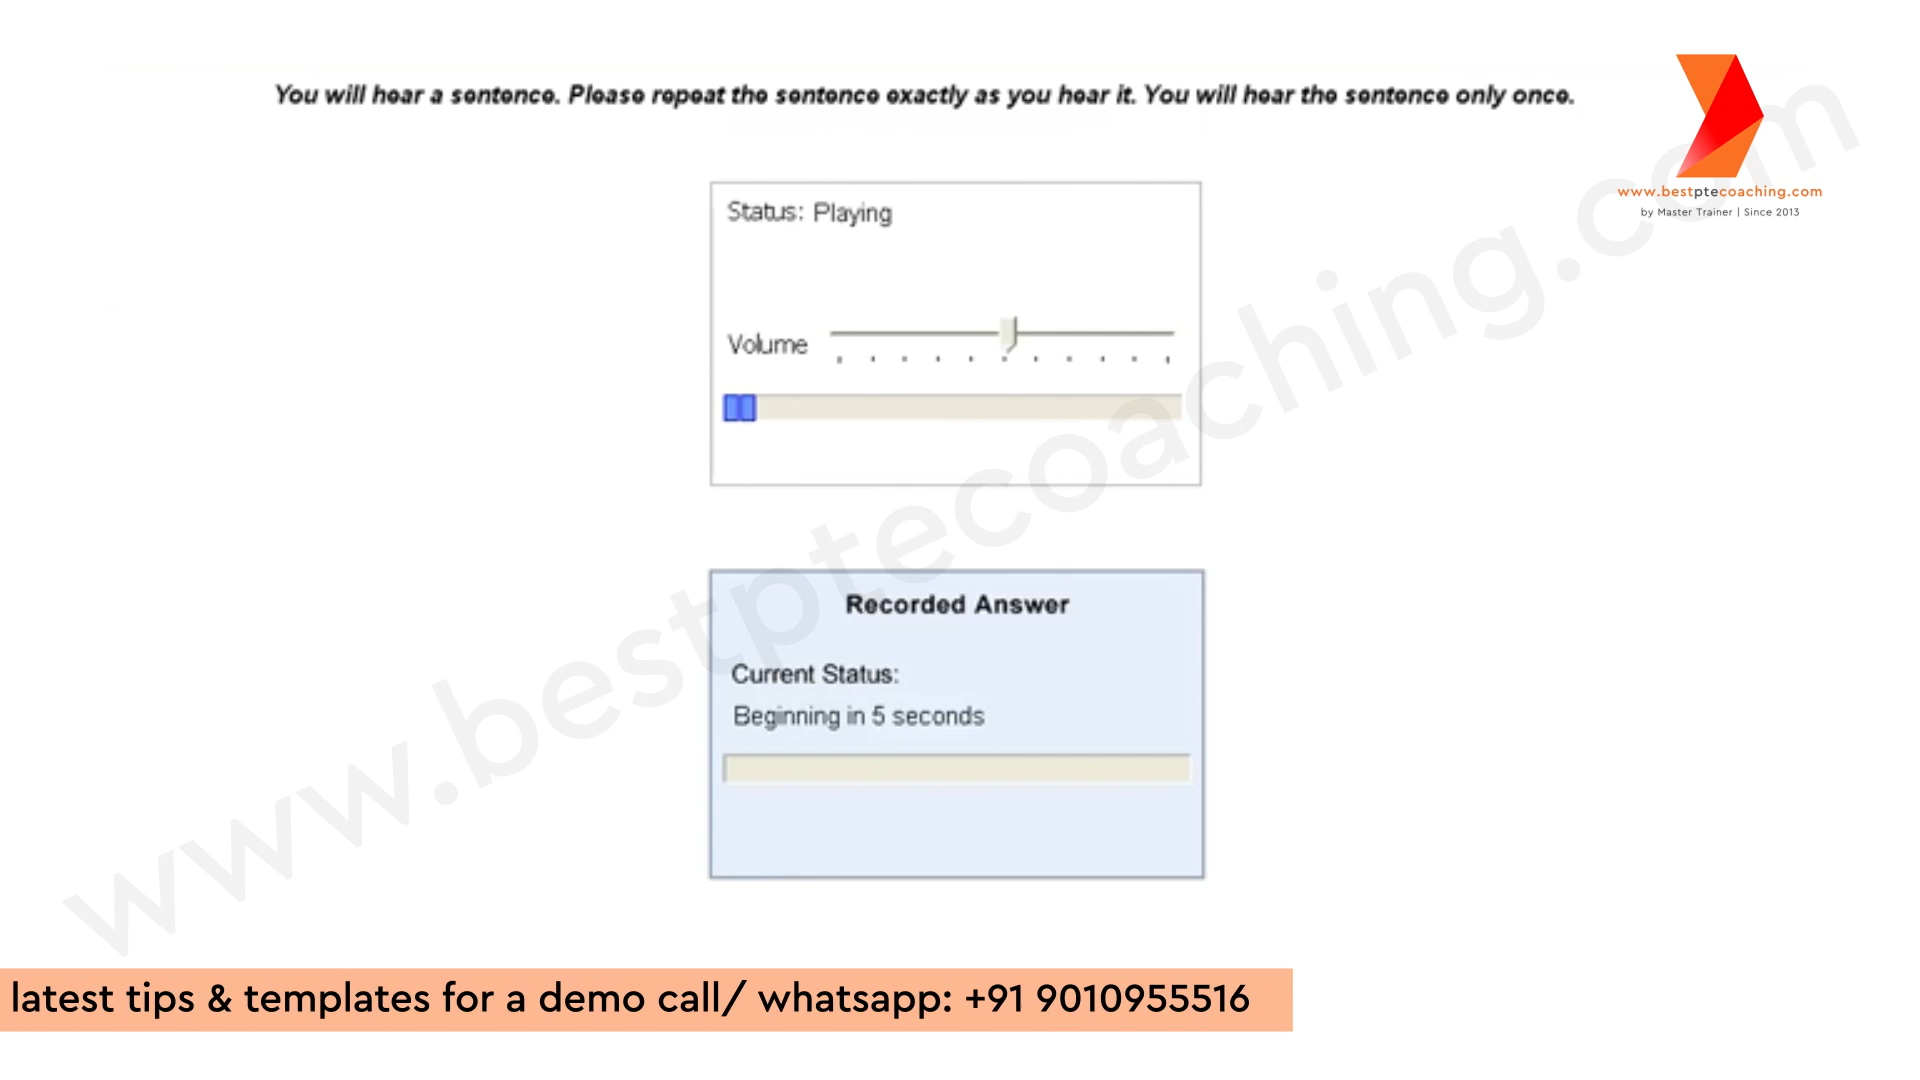 You will hear a sentence. Please repeat the sentence exactly as you hear it. You will hear the sentence only once.
www.bestptecoaching.com
by Master Trainer | Since 2013
Status: Playing
Volume
www.bestptecoaching.com
Recorded Answer
Current Status:
Beginning in 5 seconds
latest tips & templates for a demo call/ whatsapp: +91 9010955516